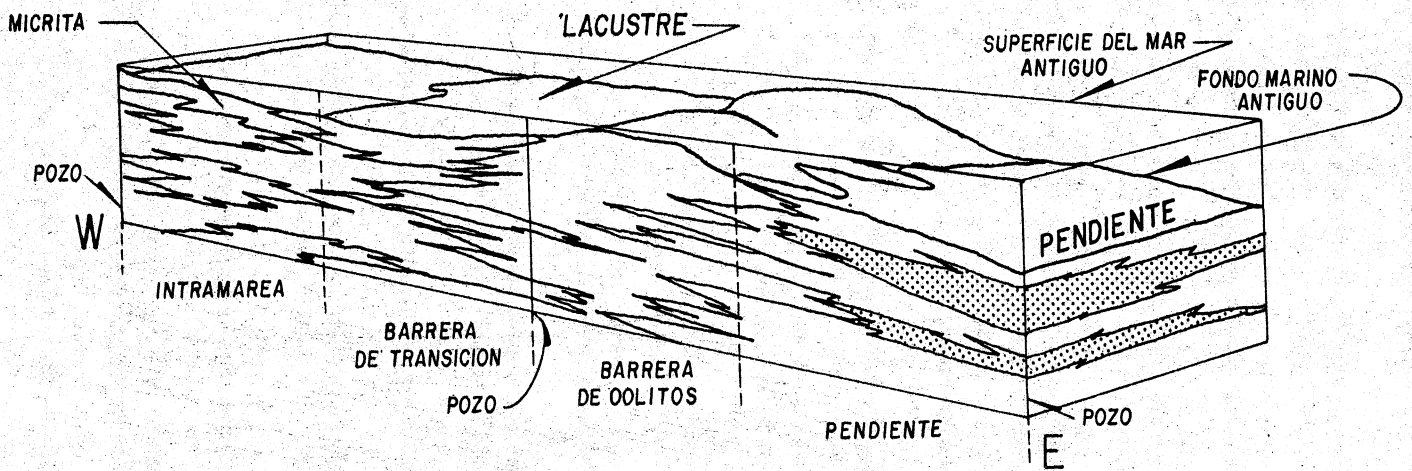 MICRITA
LACUSTRE
SUPERFICIE DEL MAR
ANTIGUO
FONDO MARINO
ANTIGUO
POZO
W
PENDIENTE
INTRAMAREA
BARRERA
DE TRANSICION
POZO
BARRERA
DE OOLITOS
PENDIENTE
POZO
E